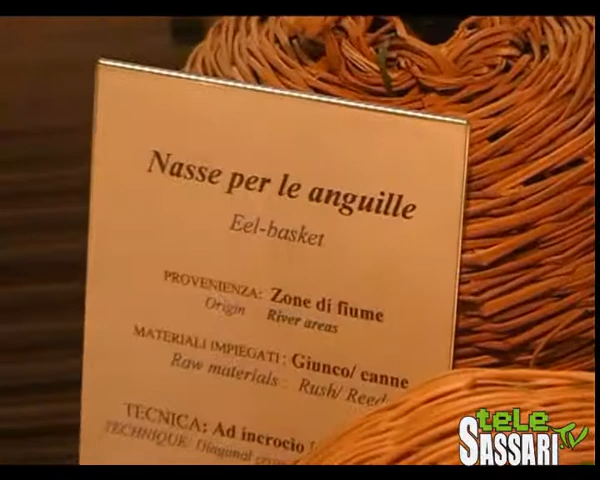 Nasse per le anguille
Eel-basket
PROVENIENZA: Zone di fiume
Origin River areas
MATERIALI IMPIEGATI: Giunco/ canne
Raw materials : Rush/ Reed
TECNICA: Ad incrocio
TECHNIQUE: Diagonal
tele
SASSARI.TV